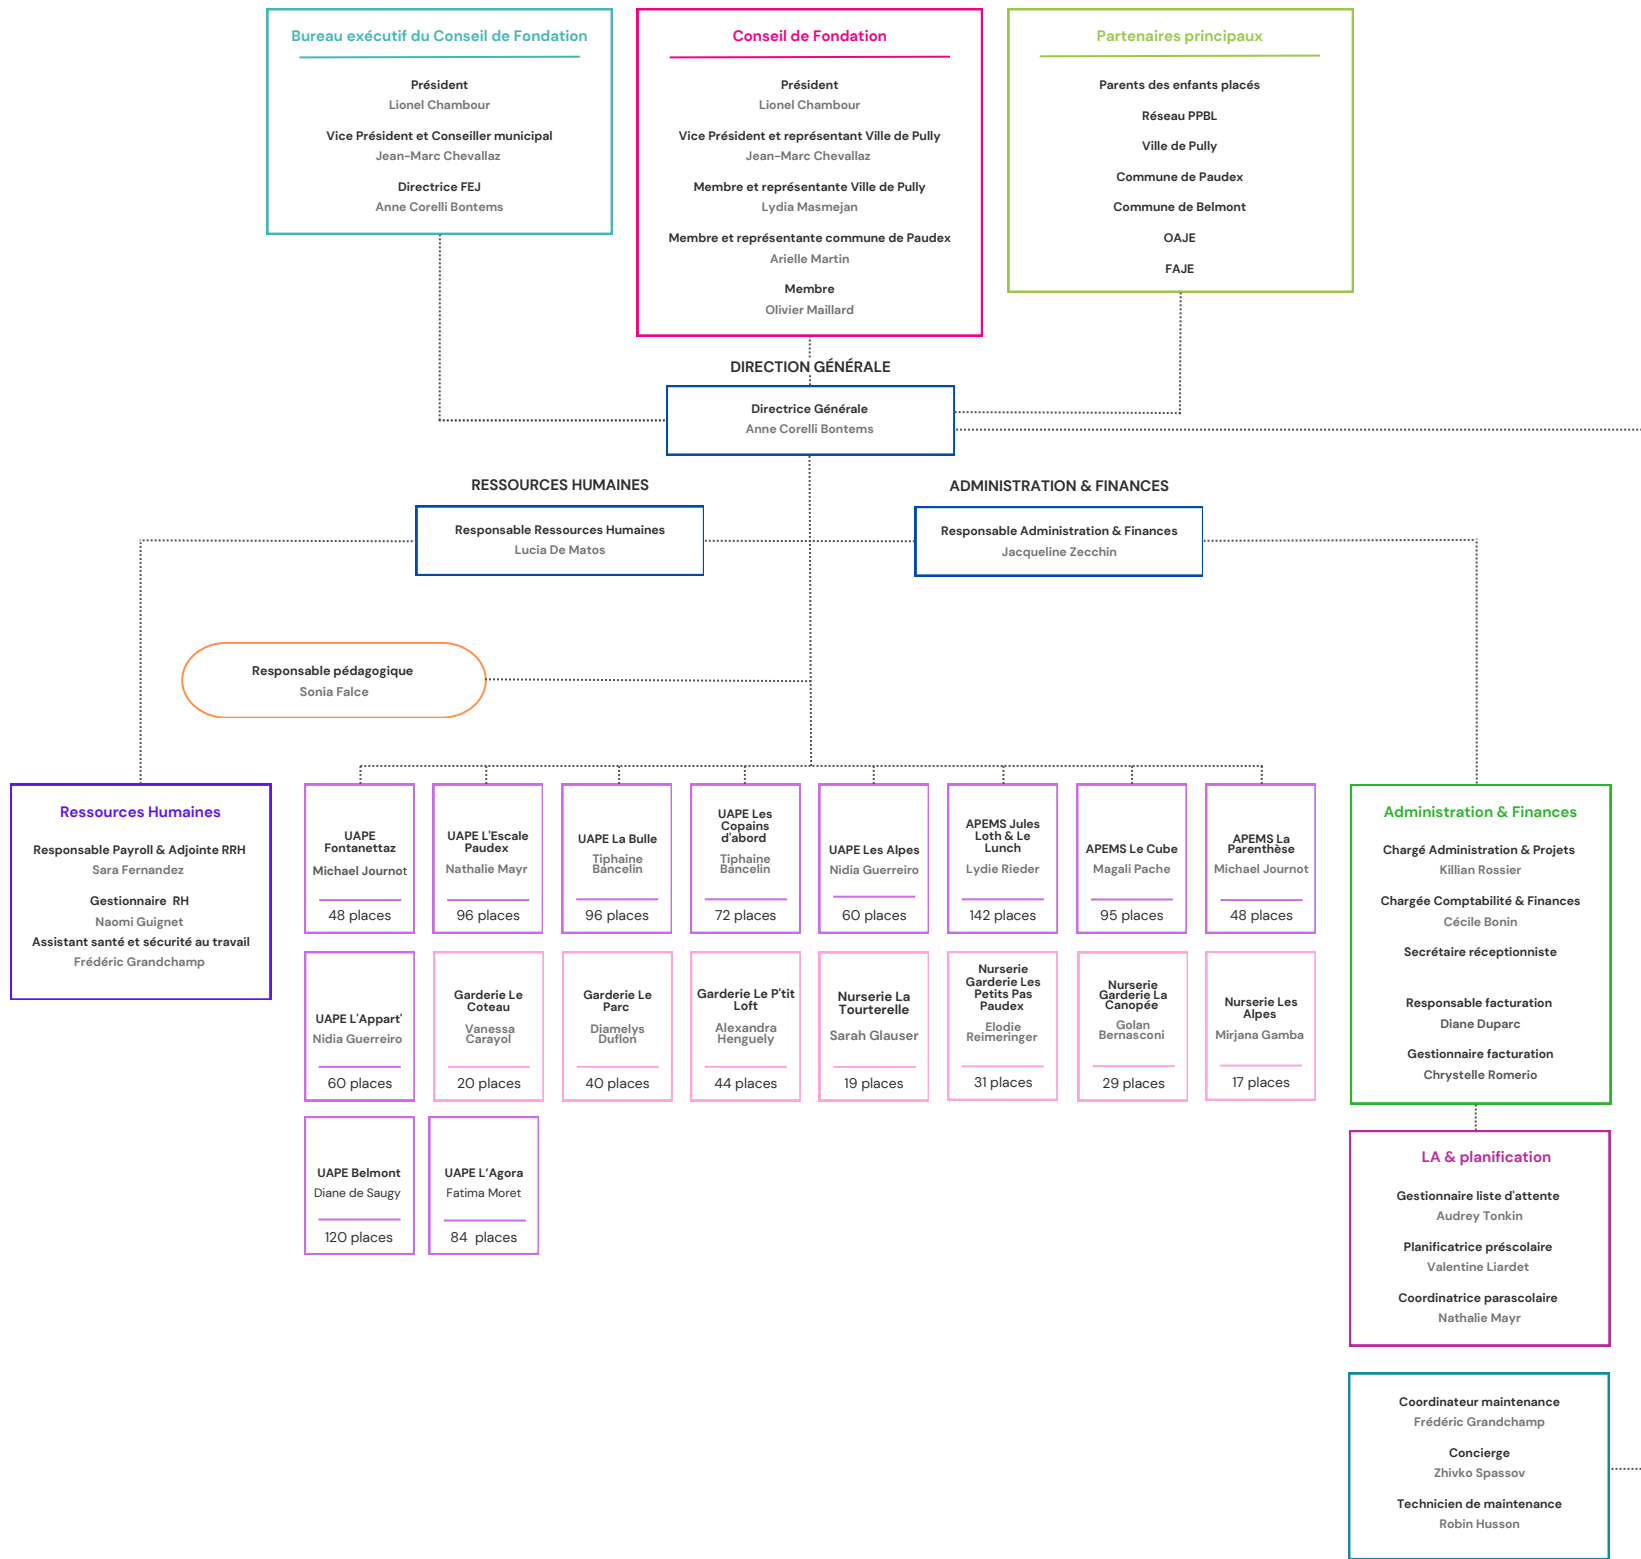 Bureau exécutif du Conseil de Fondation
Président
Lionel Chambour
Vice Président et Conseiller municipal
Jean-Marc Chevallaz
Directrice FEJ
Anne Corelli Bontems
Conseil de Fondation
Président
Lionel Chambour
Vice Président et représentant Ville de Pully
Jean-Marc Chevallaz
Membre et représentante Ville de Pully
Lydia Masmejan
Membre et représentante commune de Paudex
Arielle Martin
Membre
Olivier Maillard
Partenaires principaux
Parents des enfants placés
Réseau PPBL
Ville de Pully
Commune de Paudex
Commune de Belmont
OAJE
FAJE
DIRECTION GÉNÉRALE
Directrice Générale
Anne Corelli Bontems
RESSOURCES HUMAINES
Responsable Ressources Humaines
Lucia De Matos
ADMINISTRATION & FINANCES
Responsable Administration & Finances
Jacqueline Zecchin
Responsable pédagogique
Sonia Falce
Ressources Humaines
Responsable Payroll & Adjointe RRH
Sara Fernandez
Gestionnaire RH
Naomi Guignet
Assistant santé et sécurité au travail
Frédéric Grandchamp
UAPE
Fontanettaz
Michael Journot
48 places
UAPE L'Escale
Paudex
Nathalie Mayr
96 places
UAPE La Bulle
Tiphaine
Bancelin
96 places
UAPE Les
Copains
d'abord
Tiphaine
Bancelin
72 places
UAPE Les Alpes
Nidia Guerreiro
60 places
APEMS Jules
Loth & Le
Lunch
Lydie Rieder
142 places
APEMS Le Cube
Magali Pache
95 places
APEMS La
Parenthèse
Michael Journot
48 places
UAPE L'Appart'
Nidia Guerreiro
60 places
Garderie Le
Coteau
Vanessa
Carayol
20 places
Garderie Le
Parc
Diamelys
Duflon
40 places
Garderie Le P'tit
Loft
Alexandra
Henguely
44 places
Nurserie La
Tourterelle
Sarah Glauser
19 places
Nurserie
Garderie Les
Petits Pas
Paudex
Elodie
Reimeringer
31 places
Nurserie
Garderie La
Canopée
Golan
Bernasconi
29 places
Nurserie Les
Alpes
Mirjana Gamba
17 places
UAPE Belmont
Diane de Saugy
120 places
UAPE L’Agora
Fatima Moret
84 places
Administration & Finances
Chargé Administration & Projets
Killian Rossier
Chargée Comptabilité & Finances
Cécile Bonin
Secrétaire réceptionniste
Responsable facturation
Diane Duparc
Gestionnaire facturation
Chrystelle Romerio
LA & planification
Gestionnaire liste d'attente
Audrey Tonkin
Planificatrice préscolaire
Valentine Liardet
Coordinatrice parascolaire
Nathalie Mayr
Coordinateur maintenance
Frédéric Grandchamp
Concierge
Zhivko Spassov
Technicien de maintenance
Robin Husson